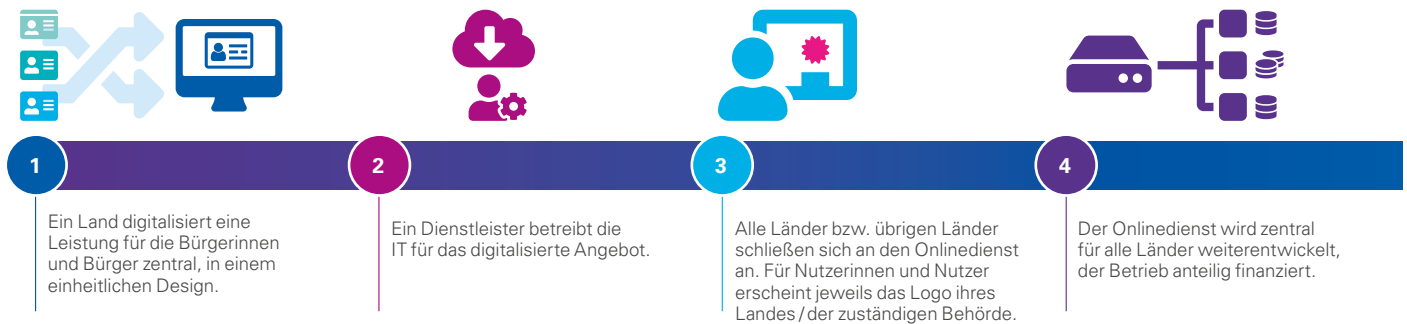 1
Ein Land digitalisiert eine
Leistung für die Bürgerinnen
und Bürger zentral, in einem
einheitlichen Design.
2
Ein Dienstleister betreibt die
IT für das digitalisierte Angebot.
3
Alle Länder bzw. übrigen Länder
schließen sich an den Onlinedienst
an. Für Nutzerinnen und Nutzer
erscheint jeweils das Logo ihres
Landes / der zuständigen Behörde.
4
Der Onlinedienst wird zentral
für alle Länder weiterentwickelt,
der Betrieb anteilig finanziert.